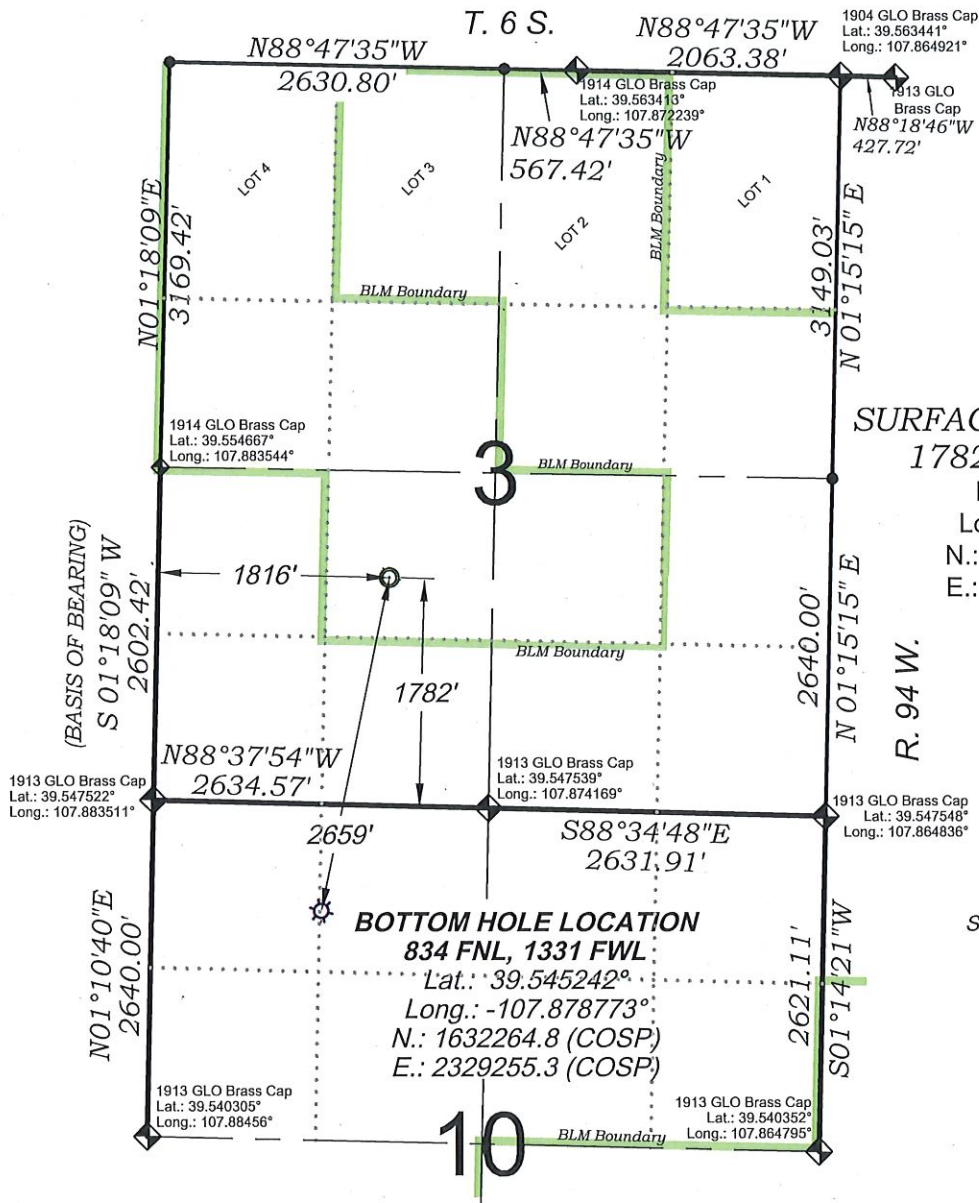 T. 6 S.
N88°47'35"W
2630.80'
N88°47'35"W
2063.38'
1904 GLO Brass Cap
Lat.: 39.563441°
Long.: 107.864921°
1914 GLO Brass Cap
Lat.: 39.563413°
Long.: 107.872239°
1913 GLO
Brass Cap
N88°18'46"W
427.72'
N88°47'35"W
567.42'
LOT 4
LOT 3
LOT 2
LOT 1
BLM Boundary
N01°18'09"E
3169.42'
BLM Boundary
3149.03'
N 01°15'15" E
1914 GLO Brass Cap
Lat.: 39.554667°
Long.: 107.883544°
3
BLM Boundary
SURFAC
1782
Lo
N.:
E.:
(BASIS OF BEARING)
S 01°18'09" W
2602.42'
1816'
1782'
BLM Boundary
2640.00'
N 01°15'15" E
R. 94 W.
N88°37'54"W
2634.57'
1913 GLO Brass Cap
Lat.: 39.547522°
Long.: 107.883511°
1913 GLO Brass Cap
Lat.: 39.547539°
Long.: 107.874169°
1913 GLO Brass Cap
Lat.: 39.547548°
Long.: 107.864836°
S88°34'48"E
2631.91'
2659'
N01°10'40"E
2640.00'
BOTTOM HOLE LOCATION
834 FNL, 1331 FWL
Lat.: 39.545242°
Long.: -107.878773°
N.: 1632264.8 (COSP)
E.: 2329255.3 (COSP)
2621.11'
S01°14'21"W
S
1913 GLO Brass Cap
Lat.: 39.540305°
Long.: 107.88456°
10
BLM Boundary
1913 GLO Brass Cap
Lat.: 39.540352°
Long.: 107.864795°